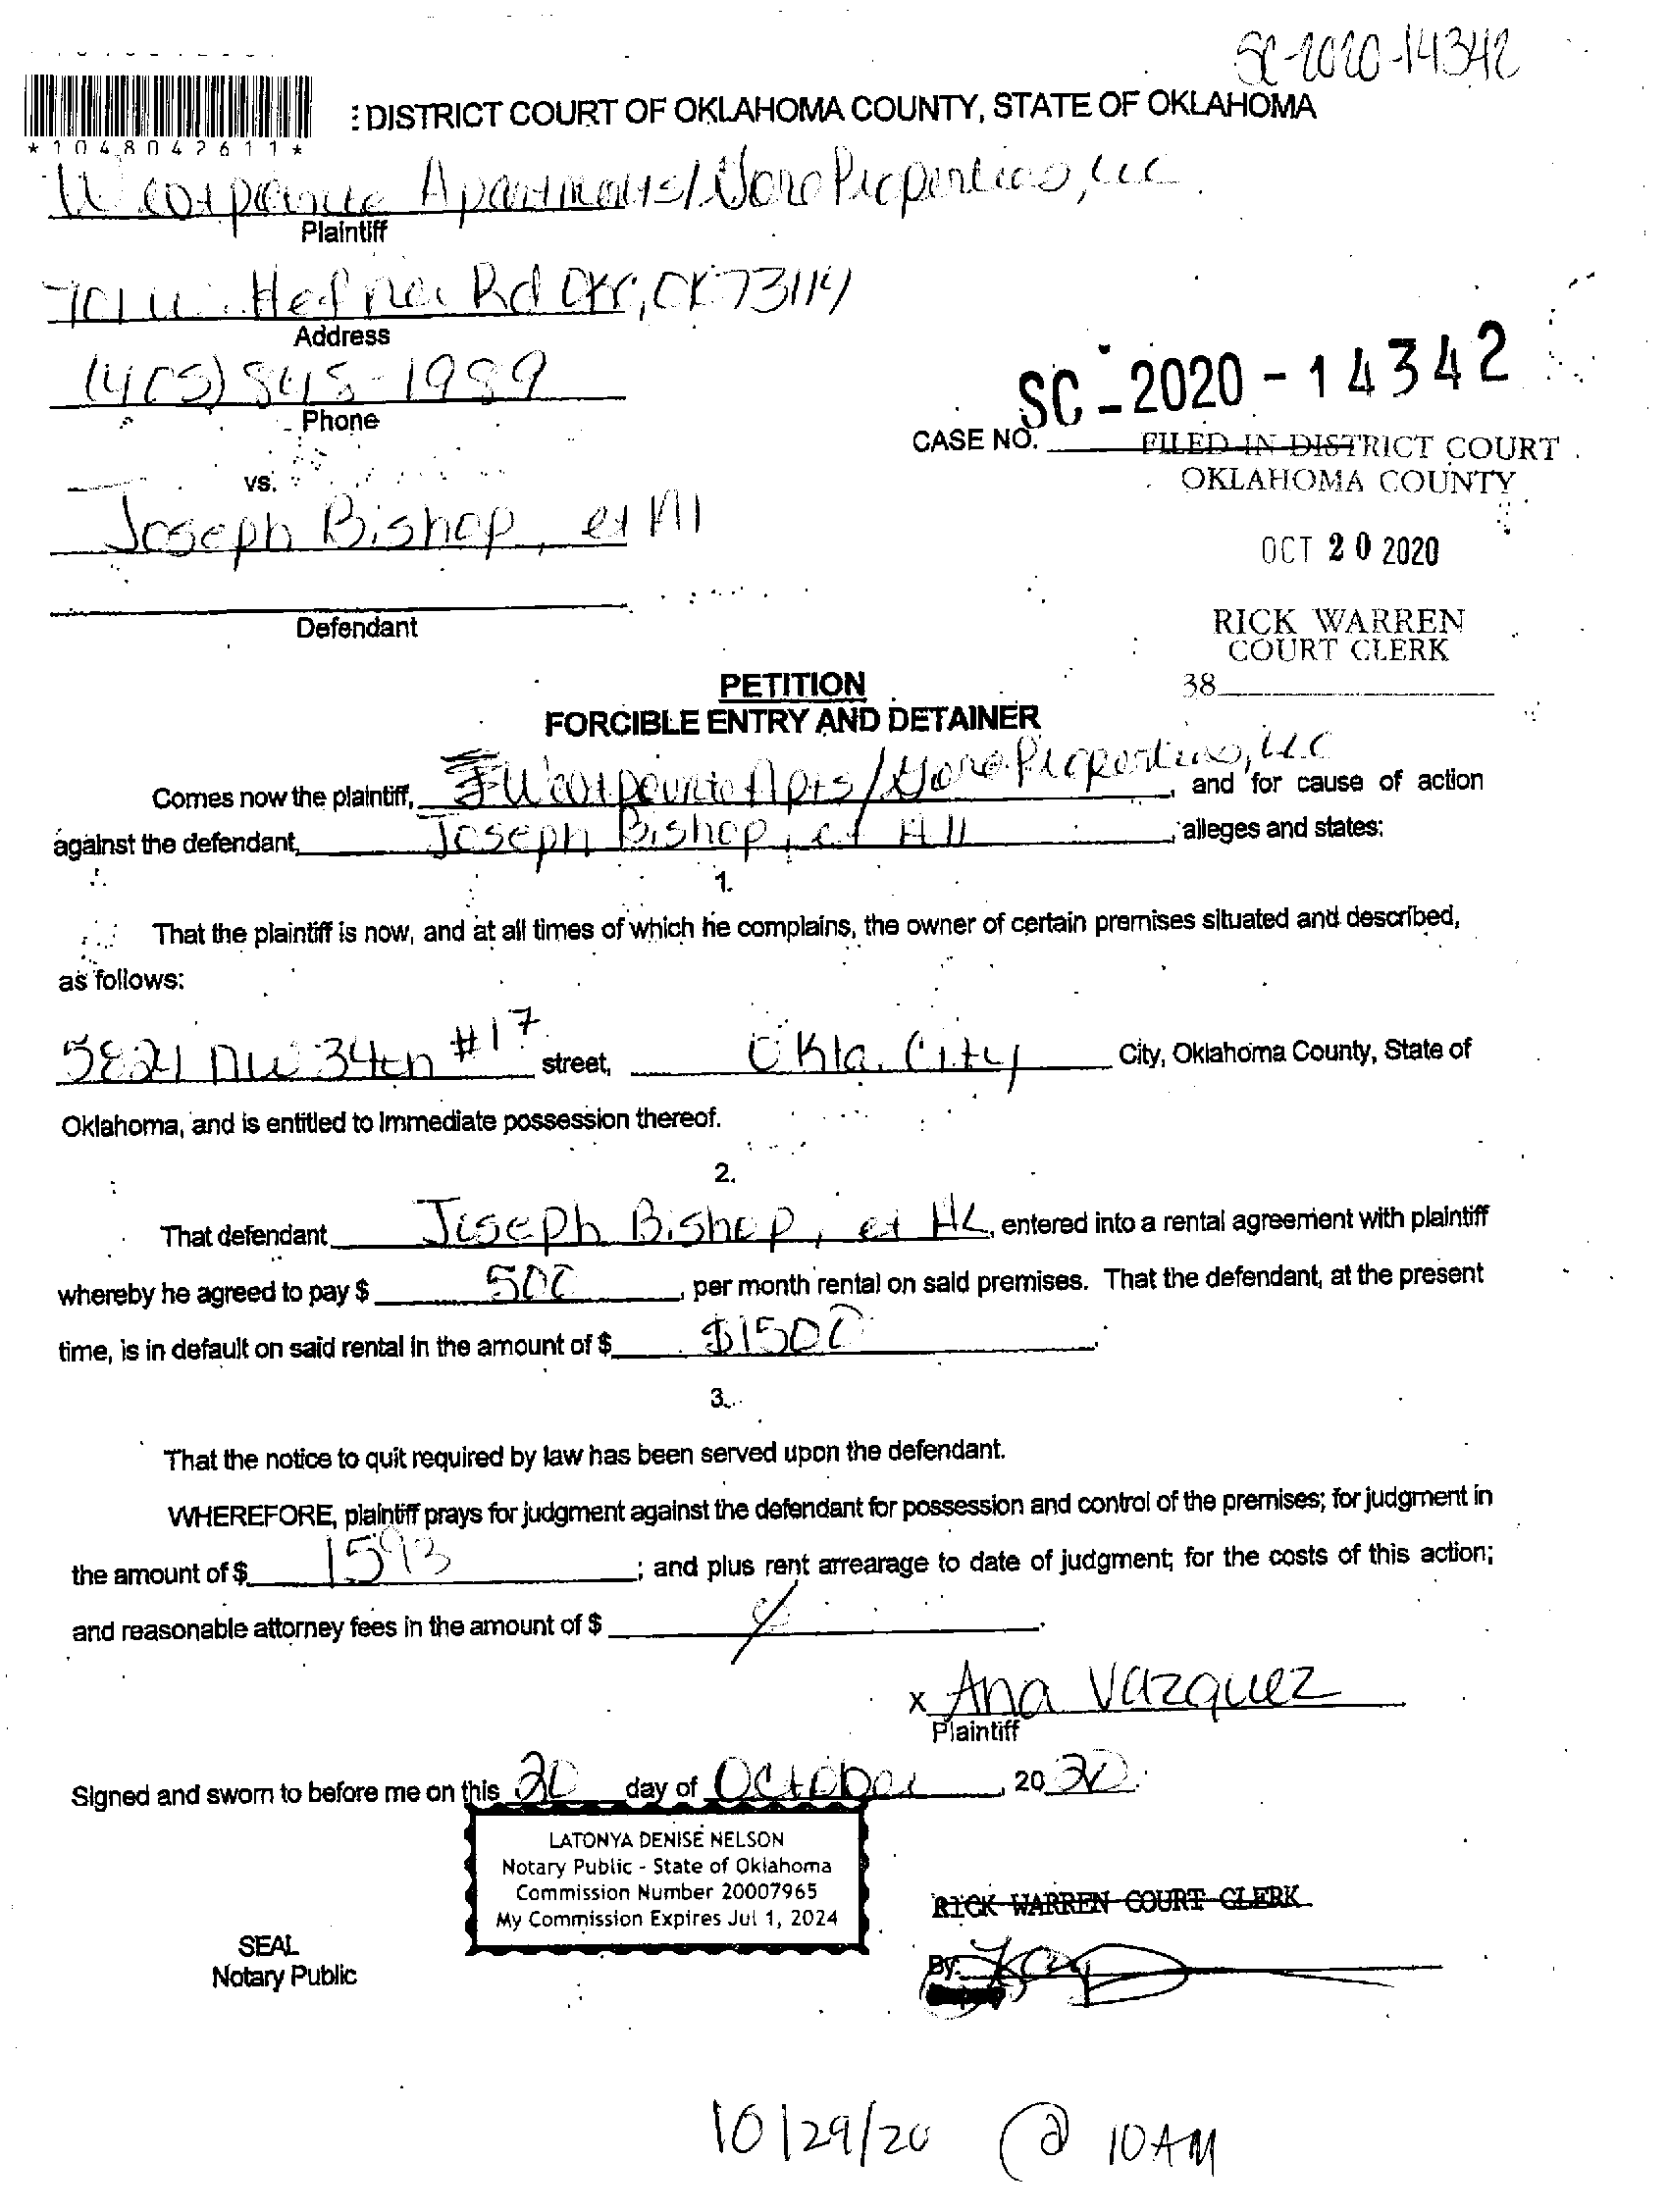 SC-2020-14342
: DISTRICT COURT OF OKLAHOMA COUNTY, STATE OF OKLAHOMA
* 1 0 4 8 0 4 2 6 1 1 *
Westpointe Apartments/ Properties, LLC
Plaintiff
701 W. Hefner Rd OKC, OK 73114
Address
(405) 848-1989
Phone
SC-2020-14342
CASE NO.
FILED IN DISTRICT COURT
OKLAHOMA COUNTY
vs.
Joseph Bishop, et Al
OCT 20 2020
Defendant
RICK WARREN
COURT CLERK
38
PETITION
FORCIBLE ENTRY AND DETAINER
Comes now the plaintiff, Westpointe Apts/ Properties, LLC, and for cause of action
against the defendant, Joseph Bishop, et All, alleges and states:
1.
That the plaintiff is now, and at all times of which he complains, the owner of certain premises situated and described,
as follows:
5821 NW 34th #17 street, Okla. City City, Oklahoma County, State of
Oklahoma, and is entitled to immediate possession thereof.
2.
That defendant Joseph Bishop, et AL, entered into a rental agreement with plaintiff
whereby he agreed to pay $ 500, per month rental on said premises. That the defendant, at the present
time, is in default on said rental in the amount of $ $1500.
3.
That the notice to quit required by law has been served upon the defendant.
WHEREFORE, plaintiff prays for judgment against the defendant for possession and control of the premises; for judgment in
the amount of $ 1593; and plus rent arrearage to date of judgment; for the costs of this action;
and reasonable attorney fees in the amount of $
x Ana Vazquez
Plaintiff
Signed and sworn to before me on this 20 day of October, 2020.
LATONYA DENISE NELSON
Notary Public - State of Oklahoma
Commission Number 20007965
My Commission Expires Jul 1, 2024
RICK WARREN COURT CLERK
SEAL
Notary Public
By:
10/29/20 @ 10AM